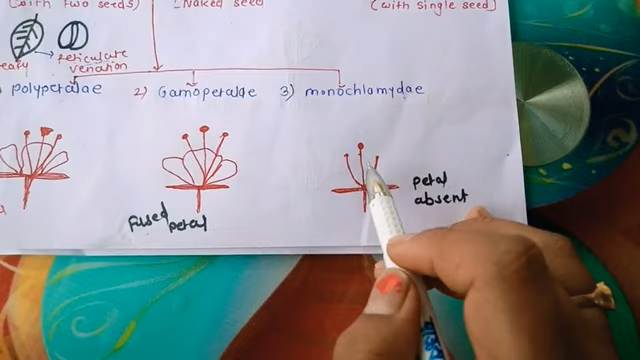 (with two seeds)
Naked seed
(with single seed)
reticulate
venation
polypetalae
2) Gamopetalae
3) monochlamydae
petal
absent
Fused petal